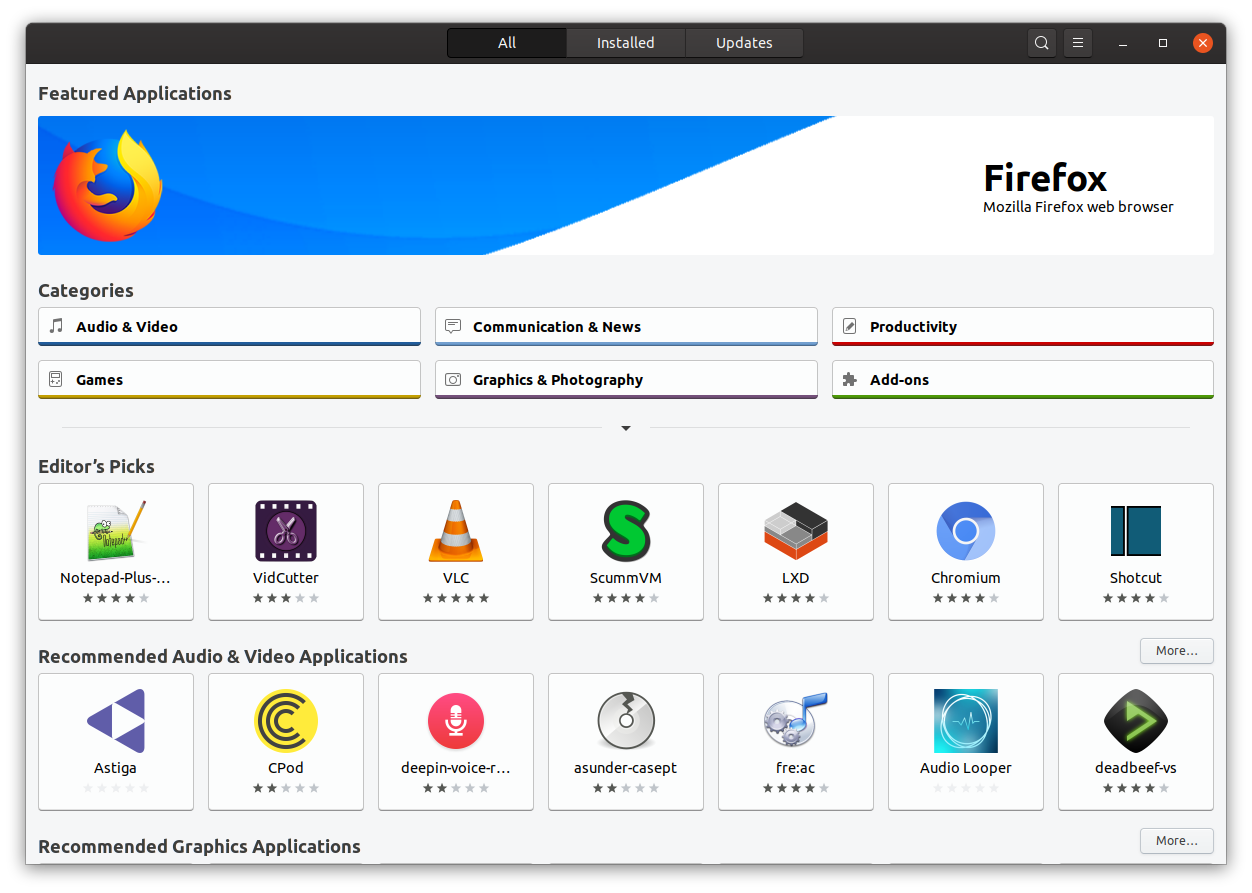 All Installed Updates
Featured Applications
Firefox
Mozilla Firefox web browser
Categories
Audio & Video Communication & News Productivity
Games Graphics & Photography Add-ons
Editor’s Picks
Notepad-Plus-... VidCutter VLC ScummVM LXD Chromium Shotcut
Recommended Audio & Video Applications More...
Astiga CPod deepin-voice-r... asunder-casept fre:ac Audio Looper deadbeef-vs
Recommended Graphics Applications More...